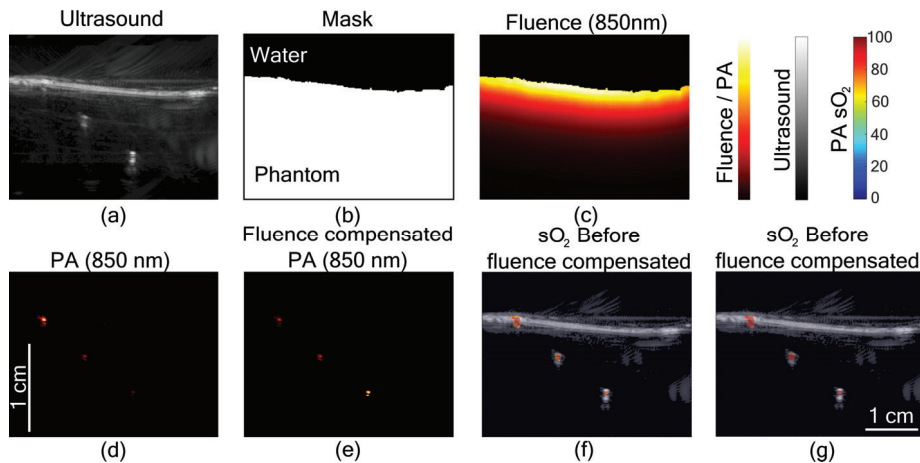 Ultrasound
Mask
Fluence (850nm)
Water
Phantom
(a)
(b)
(c)
Fluence / PA
Ultrasound
PA sO2
100
80
60
40
20
0
PA (850 nm)
Fluence compensated
PA (850 nm)
sO2 Before
fluence compensated
sO2 Before
fluence compensated
1 cm
1 cm
(d)
(e)
(f)
(g)